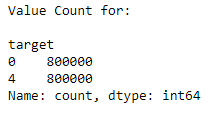 Value Count for:
target
0    800000
4    800000
Name: count, dtype: int64